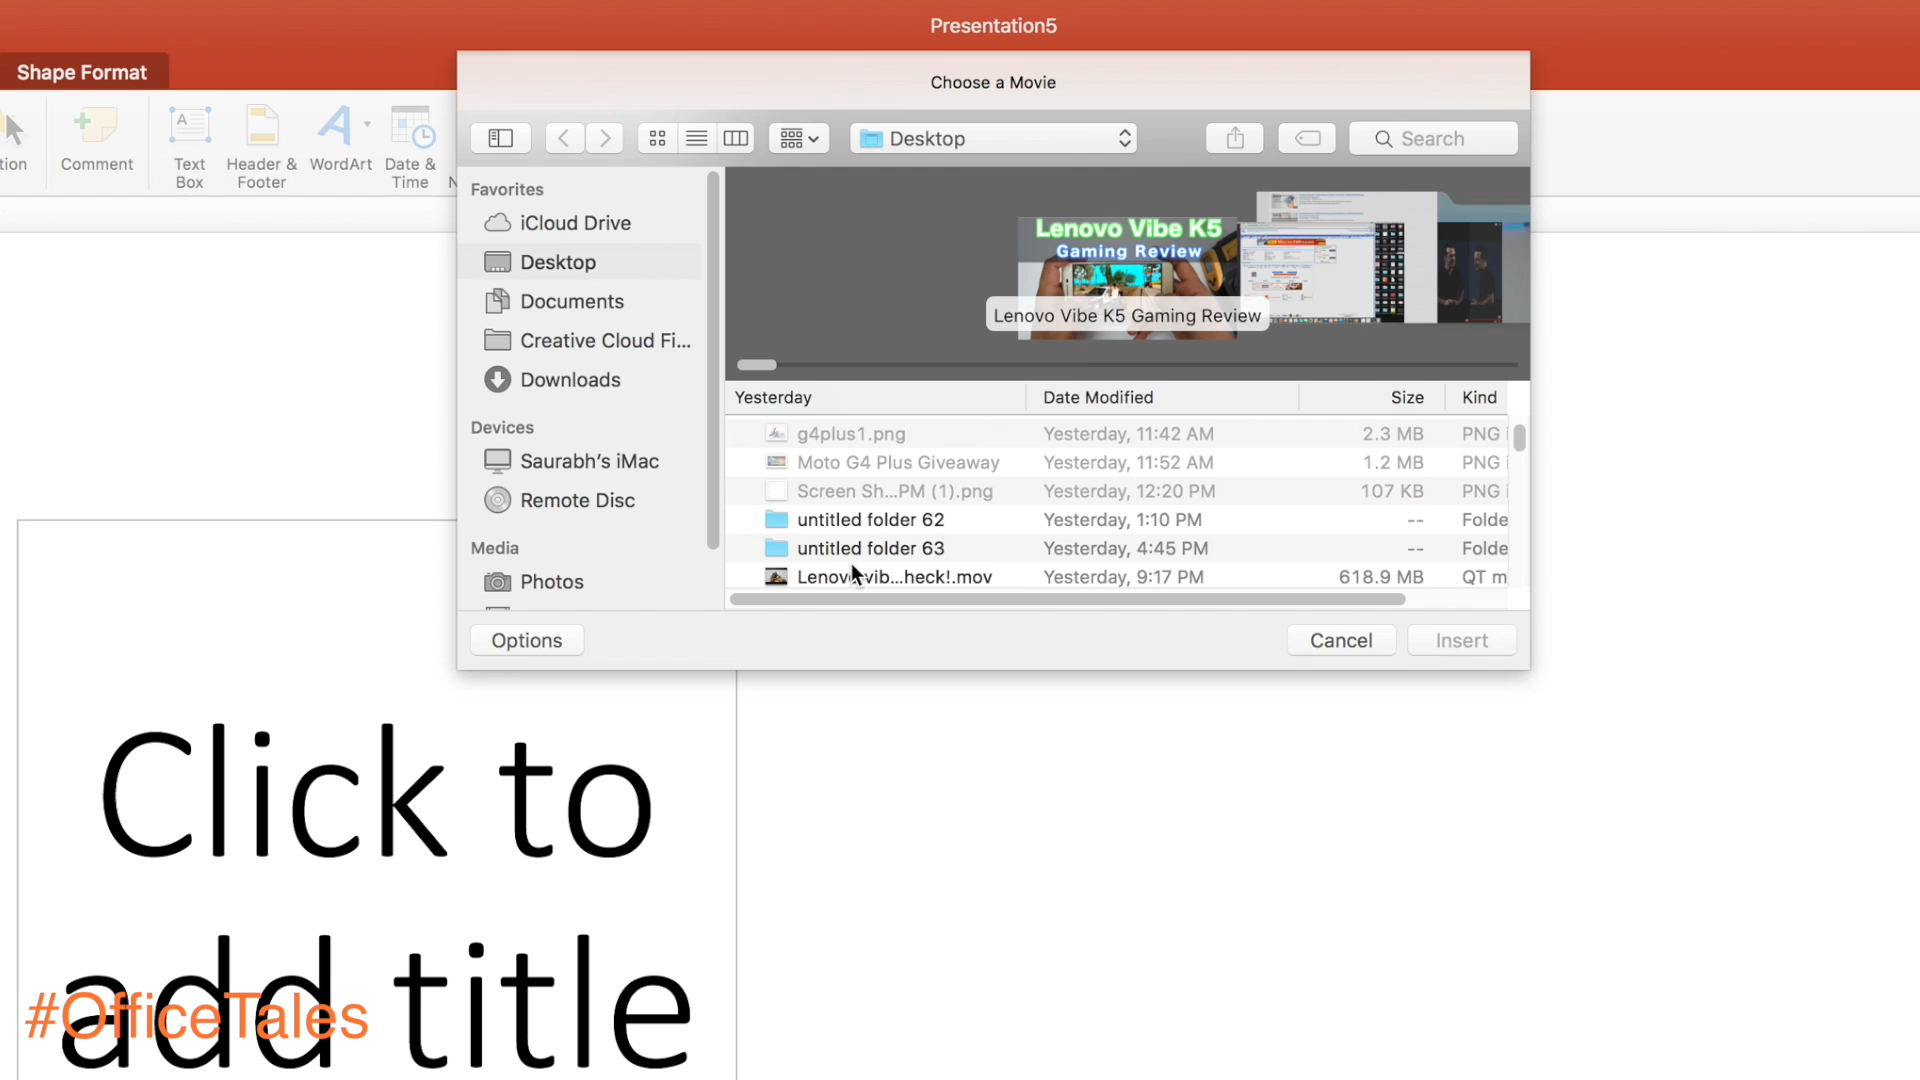 Presentation5
Shape Format
Choose a Movie
tion
Comment
Text
Box
Header &
Footer
WordArt
Date &
Time
Desktop
Search
Favorites
iCloud Drive
Desktop
Documents
Creative Cloud Fi...
Downloads
Devices
Saurabh's iMac
Remote Disc
Media
Photos
Lenovo Vibe K5
Gaming Review
Lenovo Vibe K5 Gaming Review
Yesterday Date Modified Size Kind
g4plus1.png Yesterday, 11:42 AM 2.3 MB PNG
Moto G4 Plus Giveaway Yesterday, 11:52 AM 1.2 MB PNG
Screen Sh...PM (1).png Yesterday, 12:20 PM 107 KB PNG
untitled folder 62 Yesterday, 1:10 PM -- Folde
untitled folder 63 Yesterday, 4:45 PM -- Folde
Lenovo vib...heck!.mov Yesterday, 9:17 PM 618.9 MB QT m
Options
Cancel
Insert
Click to
add title
#OfficeTales